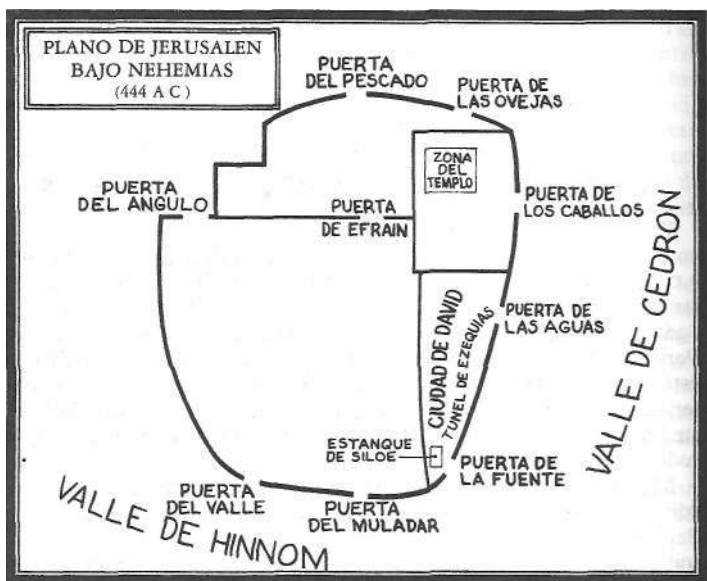 PLANO DE JERUSALEN
BAJO NEHEMIAS
(444 A C)
PUERTA
DEL PESCADO
PUERTA DE
LAS OVEJAS
ZONA
DEL
TEMPLO
PUERTA
DEL ANGULO
PUERTA
DE EFRAIN
PUERTA DE
LOS CABALLOS
VALLE DE CEDRON
CIUDAD DE DAVID
TUNEL DE EZEQUIAS
PUERTA DE
LAS AGUAS
ESTANQUE
DE SILOE
PUERTA DE
LA FUENTE
PUERTA
DEL VALLE
PUERTA
DEL MULADAR
VALLE DE HINNOM